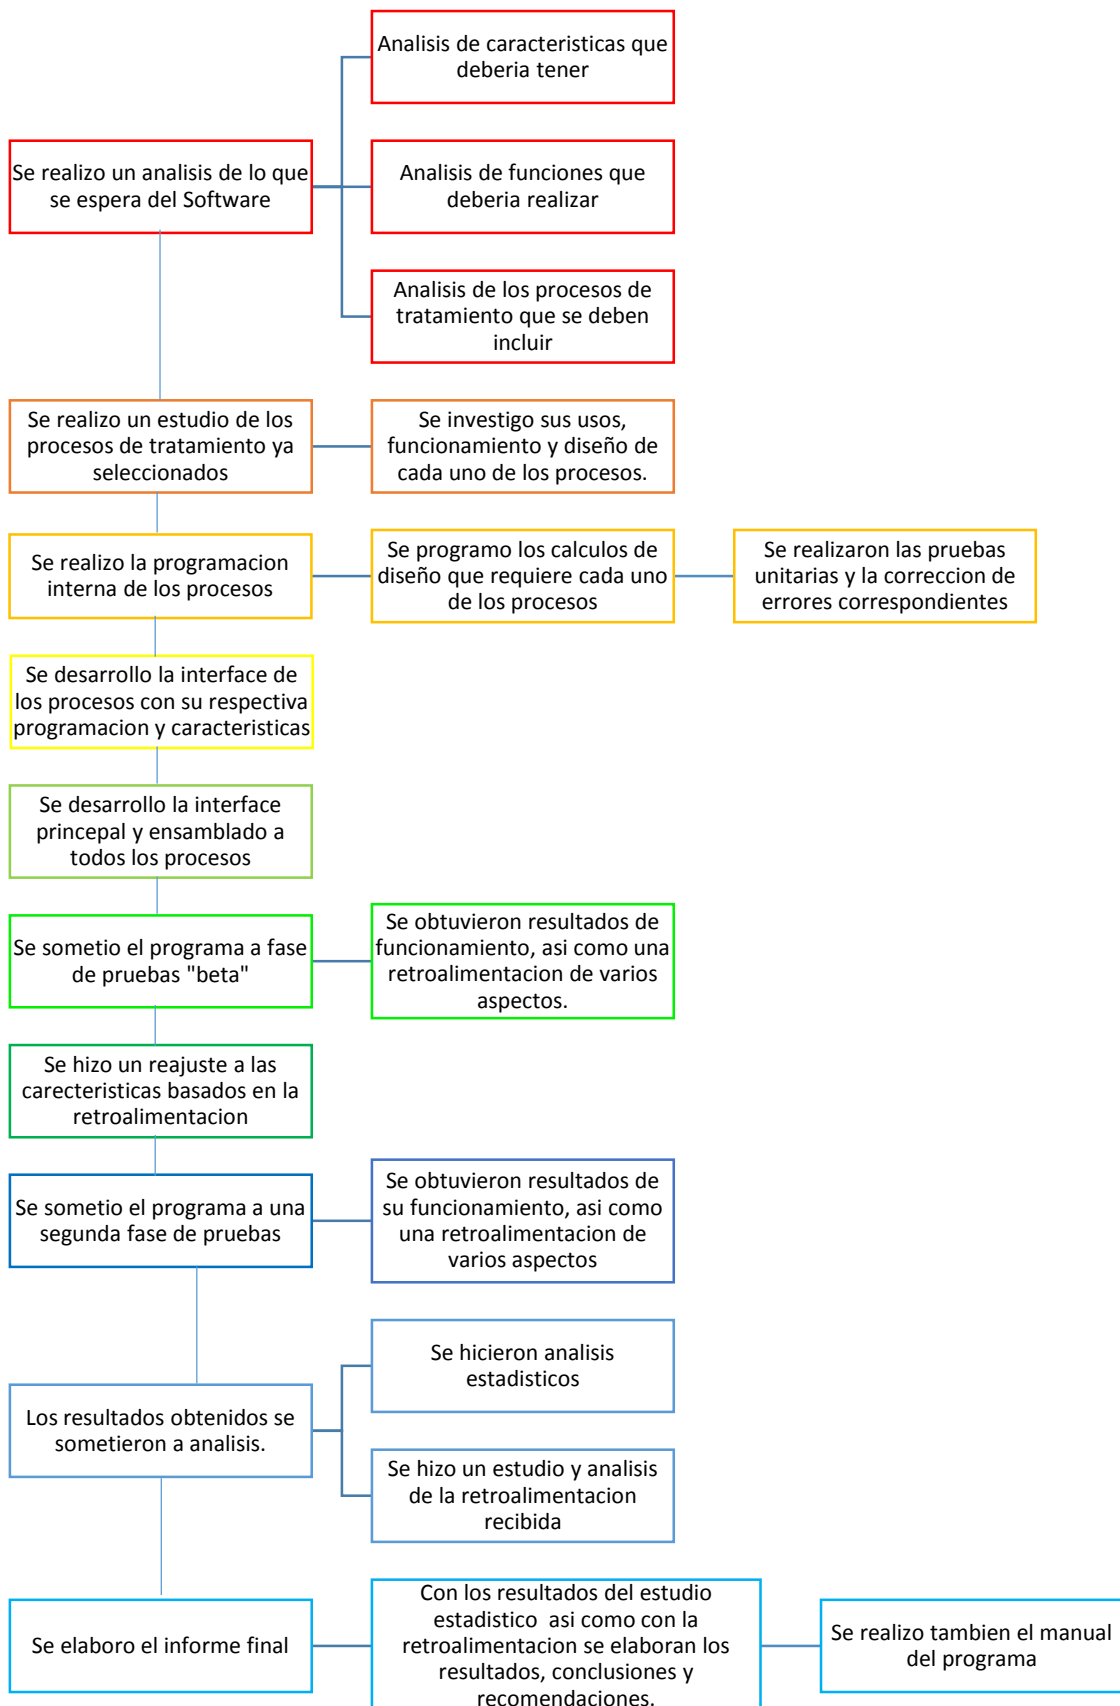 Analisis de caracteristicas que
deberia tener
Se realizo un analisis de lo que
se espera del Software
Analisis de funciones que
deberia realizar
Analisis de los procesos de
tratamiento que se deben
incluir
Se realizo un estudio de los
procesos de tratamiento ya
seleccionados
Se investigo sus usos,
funcionamiento y diseño de
cada uno de los procesos.
Se realizo la programacion
interna de los procesos
Se programo los calculos de
diseño que requiere cada uno
de los procesos
Se realizaron las pruebas
unitarias y la correccion de
errores correspondientes
Se desarrollo la interface de
los procesos con su respectiva
programacion y caracteristicas
Se desarrollo la interface
princepal y ensamblado a
todos los procesos
Se sometio el programa a fase
de pruebas "beta"
Se obtuvieron resultados de
funcionamiento, asi como una
retroalimentacion de varios
aspectos.
Se hizo un reajuste a las
carecteristicas basados en la
retroalimentacion
Se sometio el programa a una
segunda fase de pruebas
Se obtuvieron resultados de
su funcionamiento, asi como
una retroalimentacion de
varios aspectos
Se hicieron analisis
estadisticos
Los resultados obtenidos se
sometieron a analisis.
Se hizo un estudio y analisis
de la retroalimentacion
recibida
Se elaboro el informe final
Con los resultados del estudio
estadistico asi como con la
retroalimentacion se elaboran los
resultados, conclusiones y
recomendaciones.
Se realizo tambien el manual
del programa